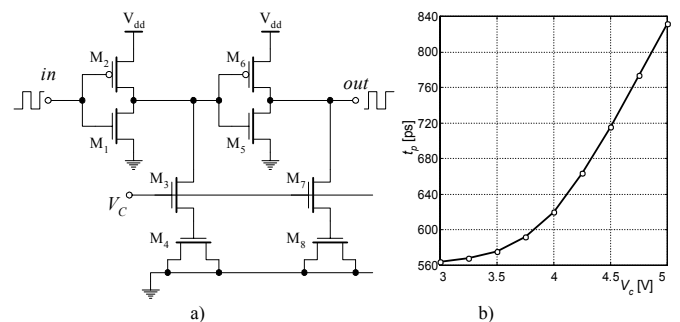 V_dd
V_dd
M_2
M_6
in
out
M_1
M_5
M_3
M_7
V_C
M_4
M_8
a)
840
800
760
720
680
640
600
560
t_p [ps]
3
3.5
4
4.5
5
V_c [V]
b)